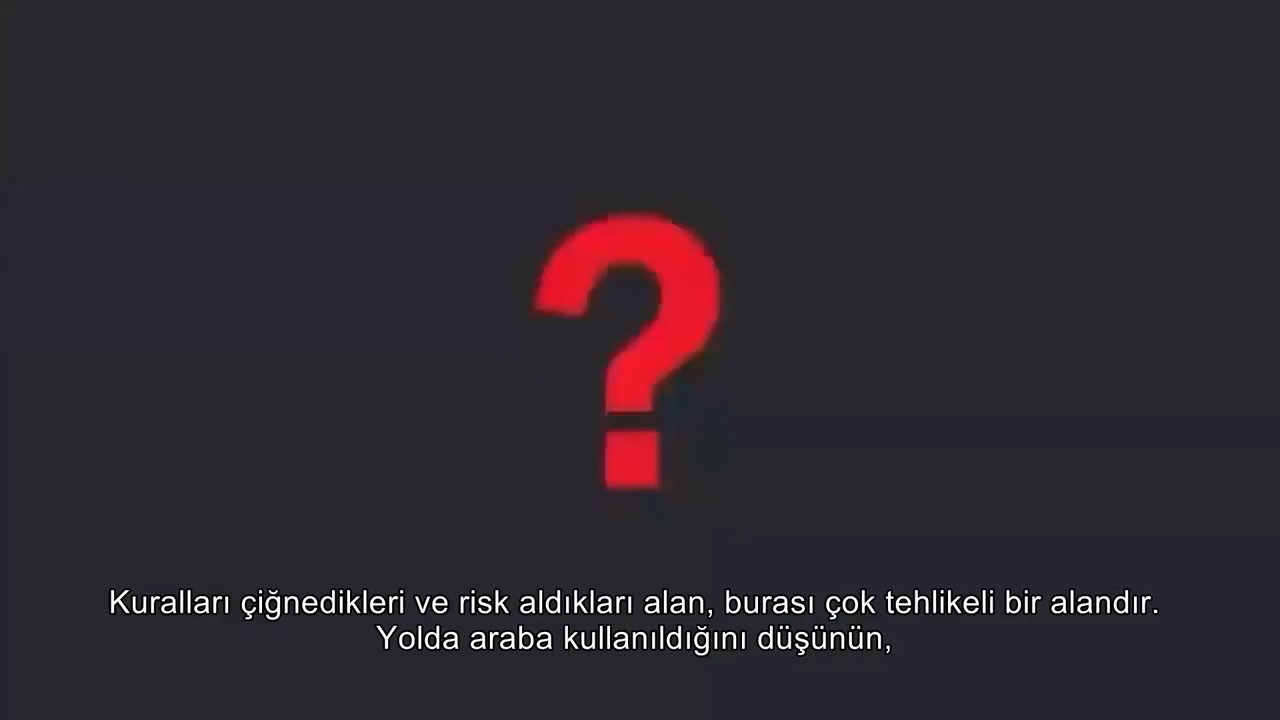 ?
Kuralları çiğnedikleri ve risk aldıkları alan, burası çok tehlikeli bir alandır.
Yolda araba kullanıldığını düşünün,